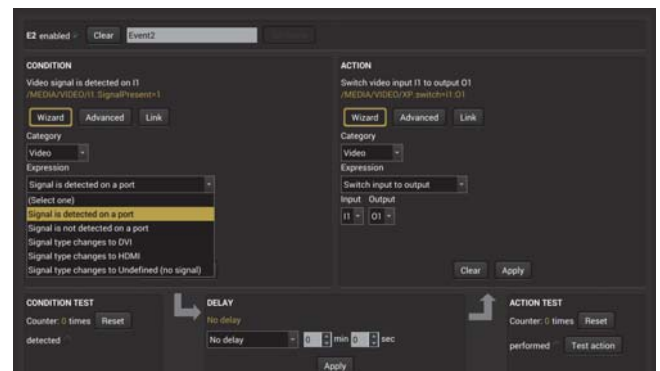 E2 enabled Clear Event2
CONDITION
Video signal is detected on I1
/MEDIA/VIDEO/I1.SignalPresent=1
Wizard Advanced Link
Category
Video
Expression
Signal is detected on a port
(Select one)
Signal is detected on a port
Signal is not detected on a port
Signal type changes to DVI
Signal type changes to HDMI
Signal type changes to Undefined (no signal)
ACTION
Switch video input I1 to output O1
/MEDIA/VIDEO/XP.switch=I1:O1
Wizard Advanced Link
Category
Video
Expression
Switch input to output
Input Output
I1 O1
Clear Apply
CONDITION TEST
Counter: 0 times Reset
detected
DELAY
No delay
No delay 0 min 0 sec
Apply
ACTION TEST
Counter: 0 times Reset
performed Test action